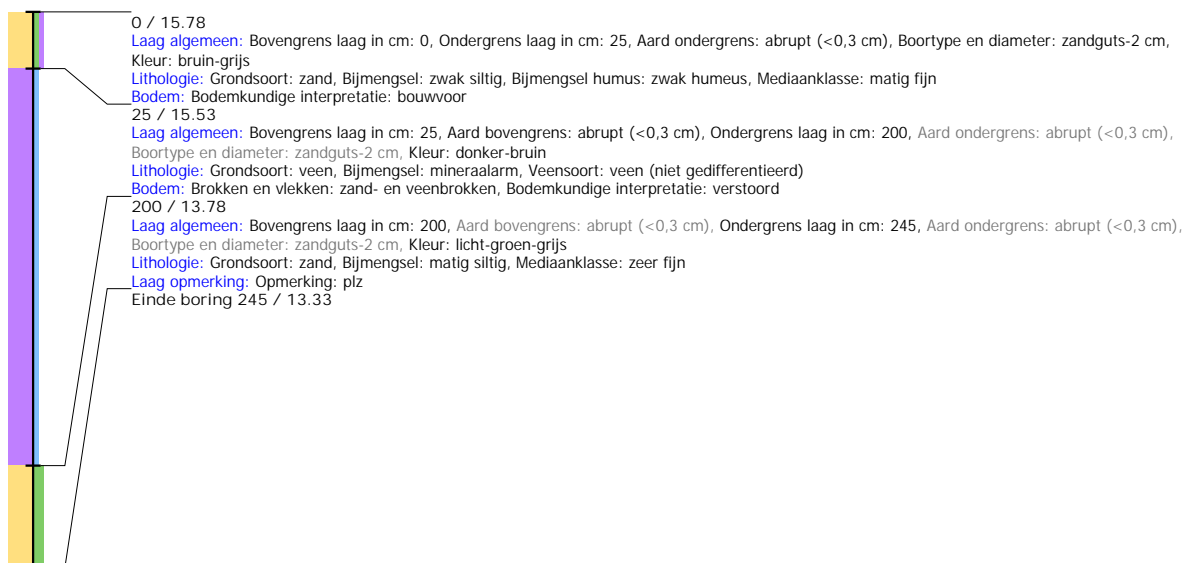 0 / 15.78
Laag algemeen: Bovengrens laag in cm: 0, Ondergrens laag in cm: 25, Aard ondergrens: abrupt (<0,3 cm), Boortype en diameter: zandguts-2 cm,
Kleur: bruin-grijs
Lithologie: Grondsoort: zand, Bijmengsel: zwak siltig, Bijmengsel humus: zwak humeus, Mediaanklasse: matig fijn
Bodem: Bodemkundige interpretatie: bouwvoor
25 / 15.53
Laag algemeen: Bovengrens laag in cm: 25, Aard bovengrens: abrupt (<0,3 cm), Ondergrens laag in cm: 200, Aard ondergrens: abrupt (<0,3 cm),
Boortype en diameter: zandguts-2 cm, Kleur: donker-bruin
Lithologie: Grondsoort: veen, Bijmengsel: mineraalarm, Veensoort: veen (niet gedifferentieerd)
Bodem: Brokken en vlekken: zand- en veenbrokken, Bodemkundige interpretatie: verstoord
200 / 13.78
Laag algemeen: Bovengrens laag in cm: 200, Aard bovengrens: abrupt (<0,3 cm), Ondergrens laag in cm: 245, Aard ondergrens: abrupt (<0,3 cm),
Boortype en diameter: zandguts-2 cm, Kleur: licht-groen-grijs
Lithologie: Grondsoort: zand, Bijmengsel: matig siltig, Mediaanklasse: zeer fijn
Laag opmerking: Opmerking: plz
Einde boring 245 / 13.33